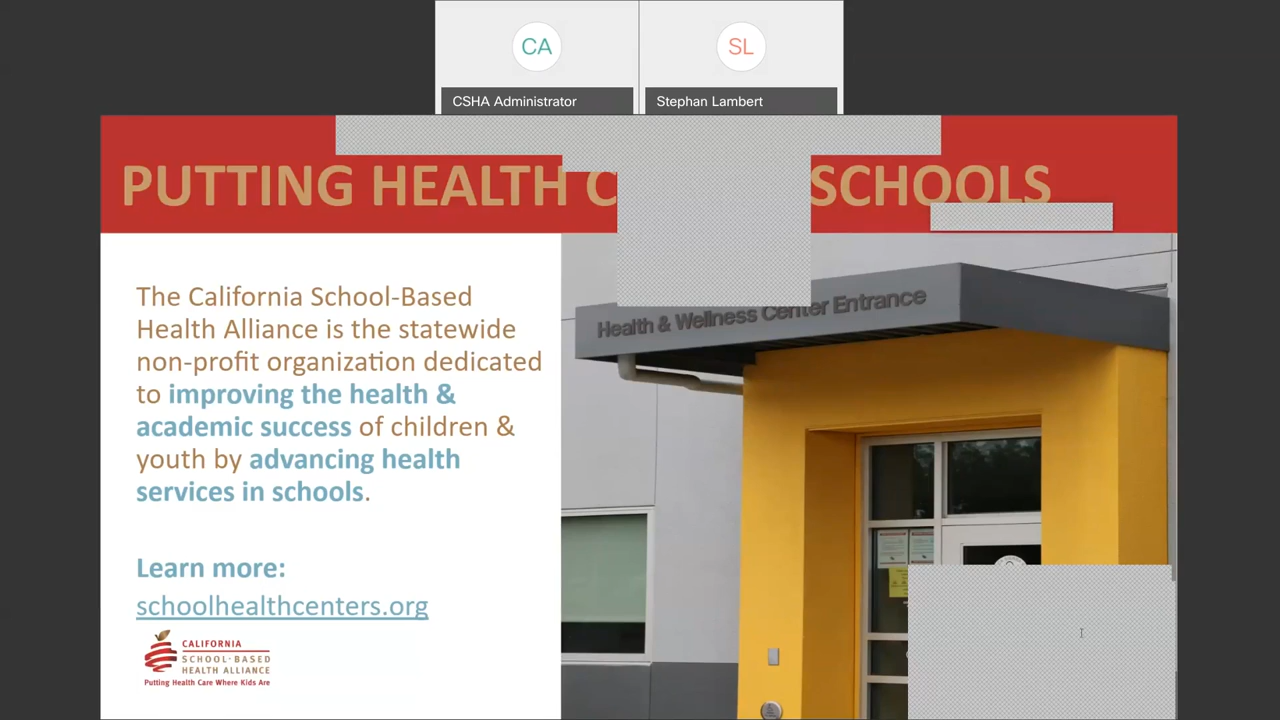 CA
SL
CSHA Administrator
Stephan Lambert
PUTTING HEALTH SCHOOLS
The California School-Based
Health Alliance is the statewide
non-profit organization dedicated
to improving the health &
academic success of children &
youth by advancing health
services in schools.
Health & Wellness Center Entrance
Learn more:
schoolhealthcenters.org
CALIFORNIA
SCHOOL-BASED
HEALTH ALLIANCE
Putting Health Care Where Kids Are